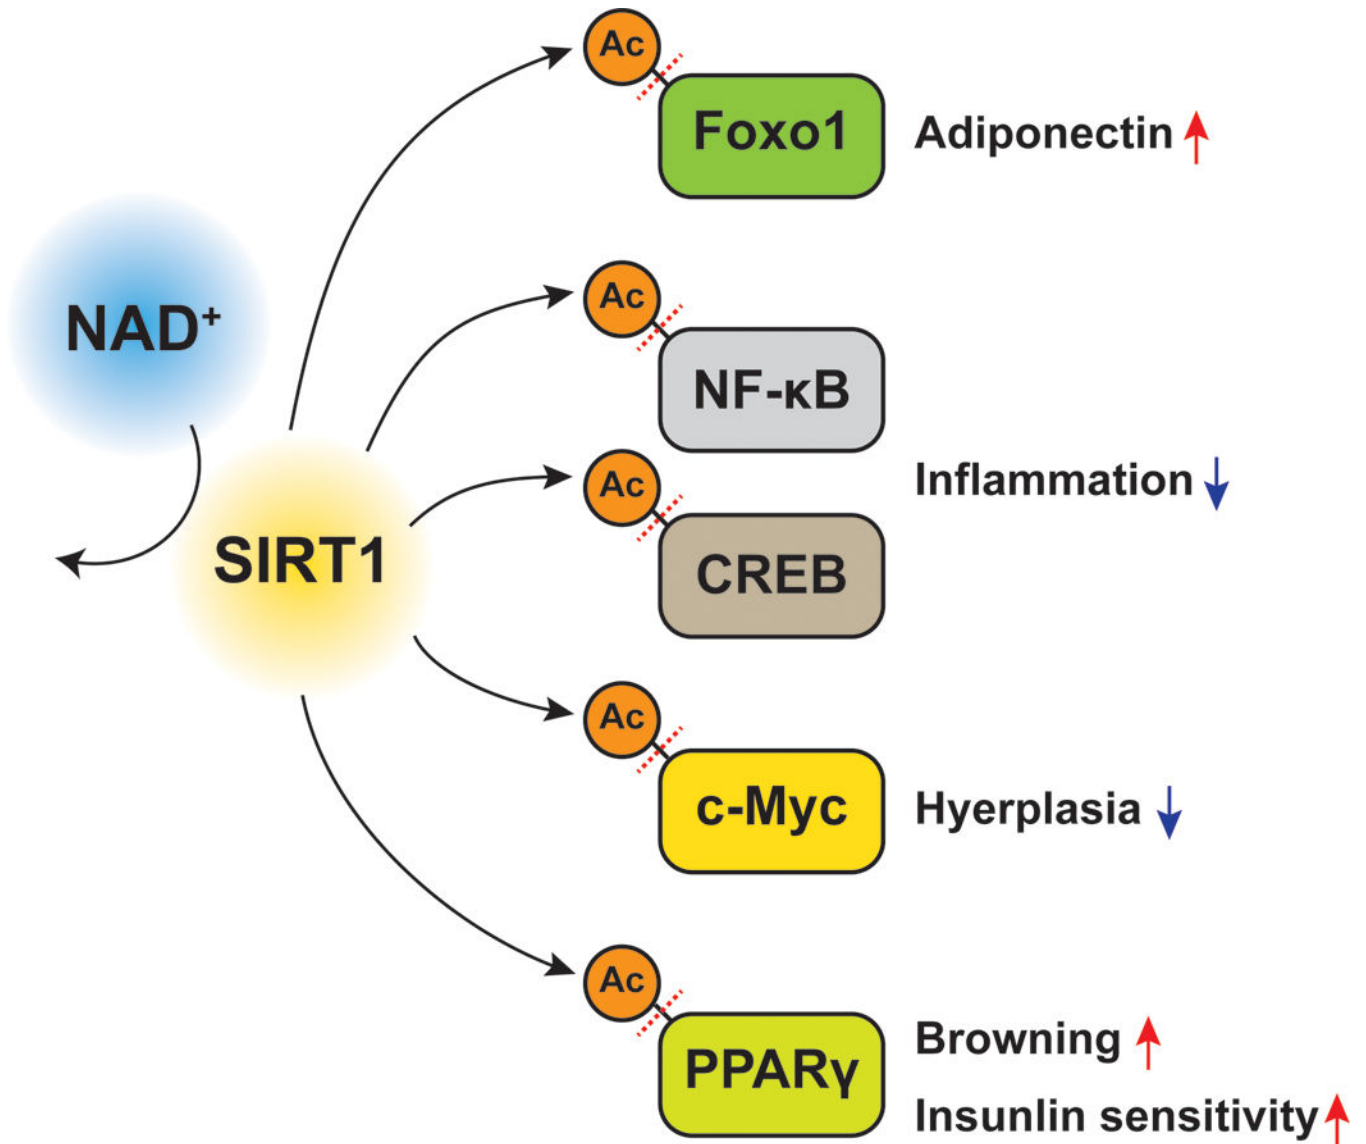 Ac
Foxo1
Adiponectin
NAD⁺
Ac
NF-κB
Inflammation
SIRT1
Ac
CREB
Ac
c-Myc
Hyerplasia
Ac
PPARγ
Browning
Insunlin sensitivity